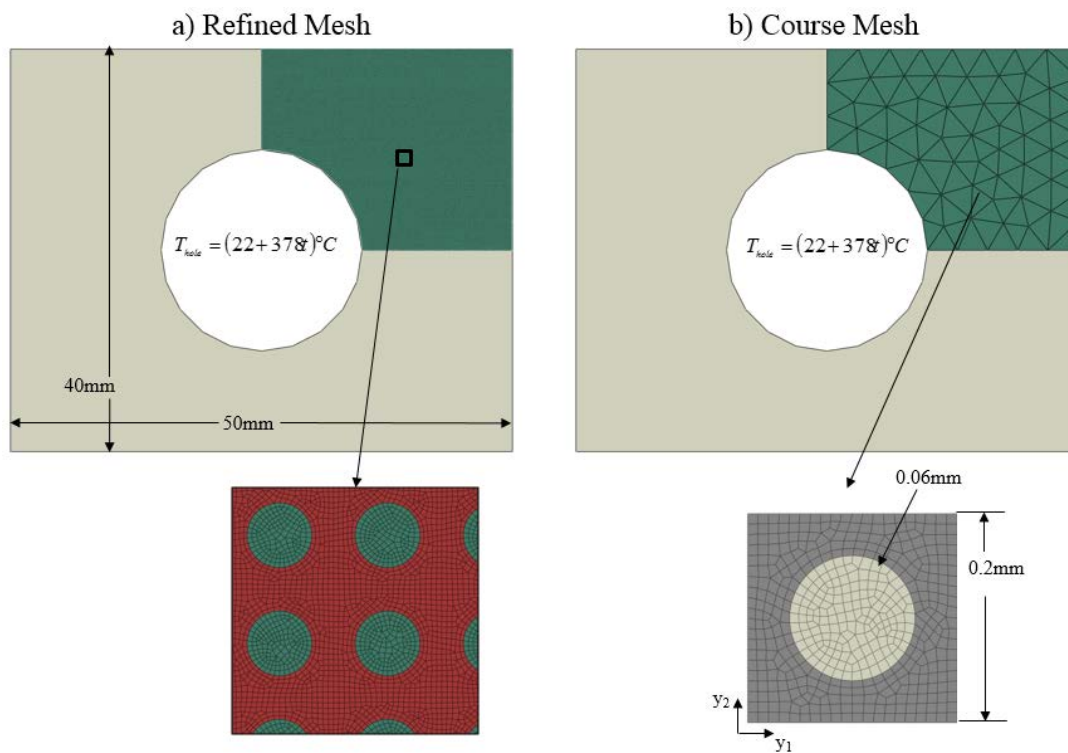 a) Refined Mesh
b) Course Mesh
T_hole = (22+378t)°C
T_hole = (22+378t)°C
40mm
50mm
0.06mm
0.2mm
y₂
y₁